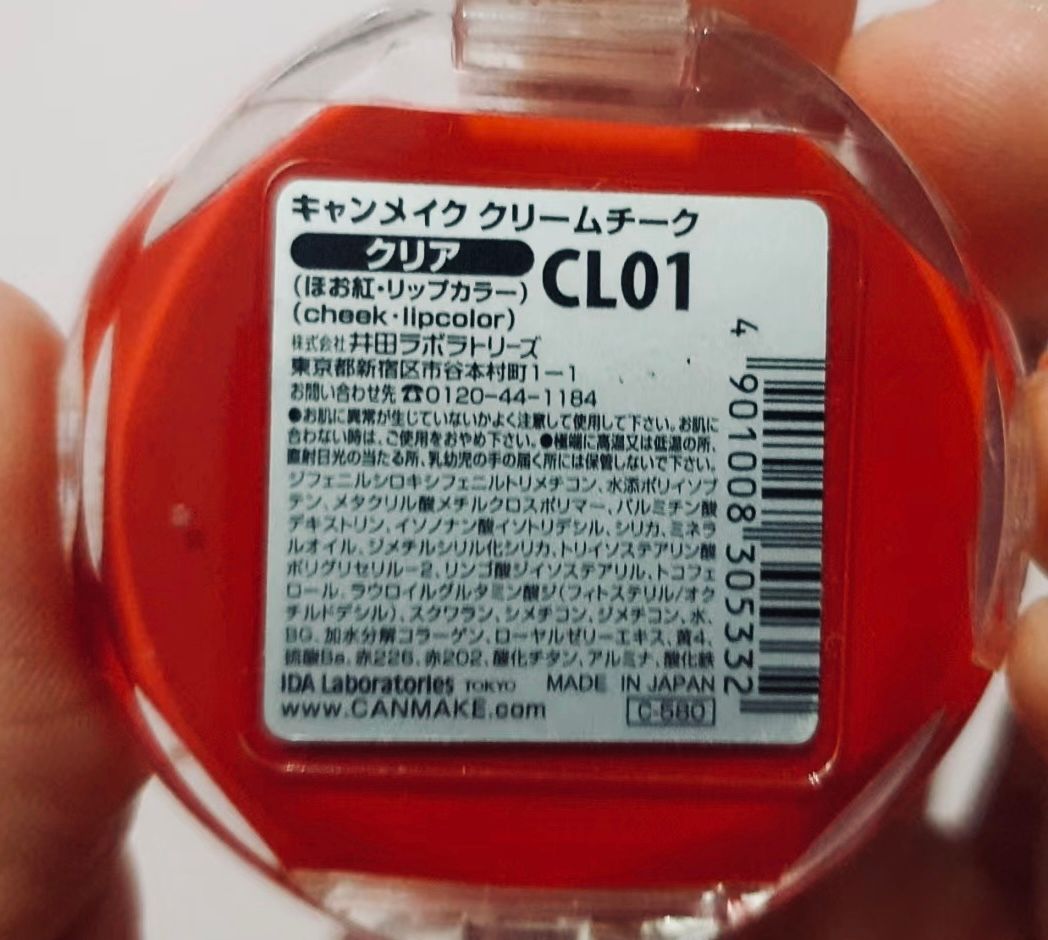 キャンメイク クリームチーク
クリア
CL01
(ほお紅・リップカラー)
(cheek・lipcolor)
株式会社 井田ラボラトリーズ
東京都新宿区市谷本村町1-1
お問い合わせ先 ☎0120-44-1184
●お肌に異常が生じていないかよく注意して使用して下さい。お肌に
合わない時は、ご使用をおやめ下さい。●極端に高温又は低温の所、
直射日光の当たる所、乳幼児の手の届く所には保管しないで下さい。
ジフェニルシロキシフェニルトリメチコン、水添ポリイソブ
テン、メタクリル酸メチルクロスポリマー、パルミチン酸
デキストリン、イソノナン酸イソトリデシル、シリカ、ミネラ
ルオイル、ジメチルシリル化シリカ、トリイソステアリン酸
ポリグリセリル-2、リンゴ酸ジイソステアリル、トコフェ
ロール、ラウロイルグルタミン酸ジ(フィトステリル/オク
チルドデシル)、スクワラン、シメチコン、ジメチコン、水、
BG、加水分解コラーゲン、ローヤルゼリーエキス、黄4、
硫酸Ba、赤226、赤202、酸化チタン、アルミナ、酸化鉄
IDA Laboratories TOKYO MADE IN JAPAN
www.CANMAKE.com C-580
4 901008 305332